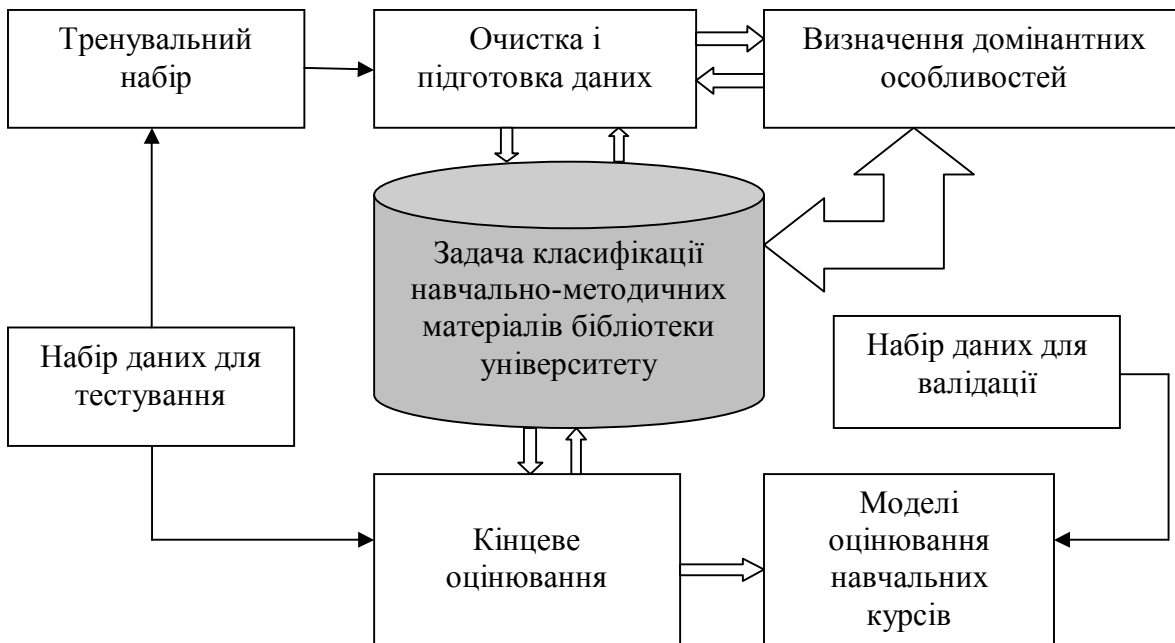 Тренувальний
набір
Очистка і
підготовка даних
Визначення домінантних
особливостей
Задача класифікації
навчально-методичних
матеріалів бібліотеки
університету
Набір даних для
тестування
Набір даних для
валідації
Кінцеве
оцінювання
Моделі
оцінювання
навчальних
курсів